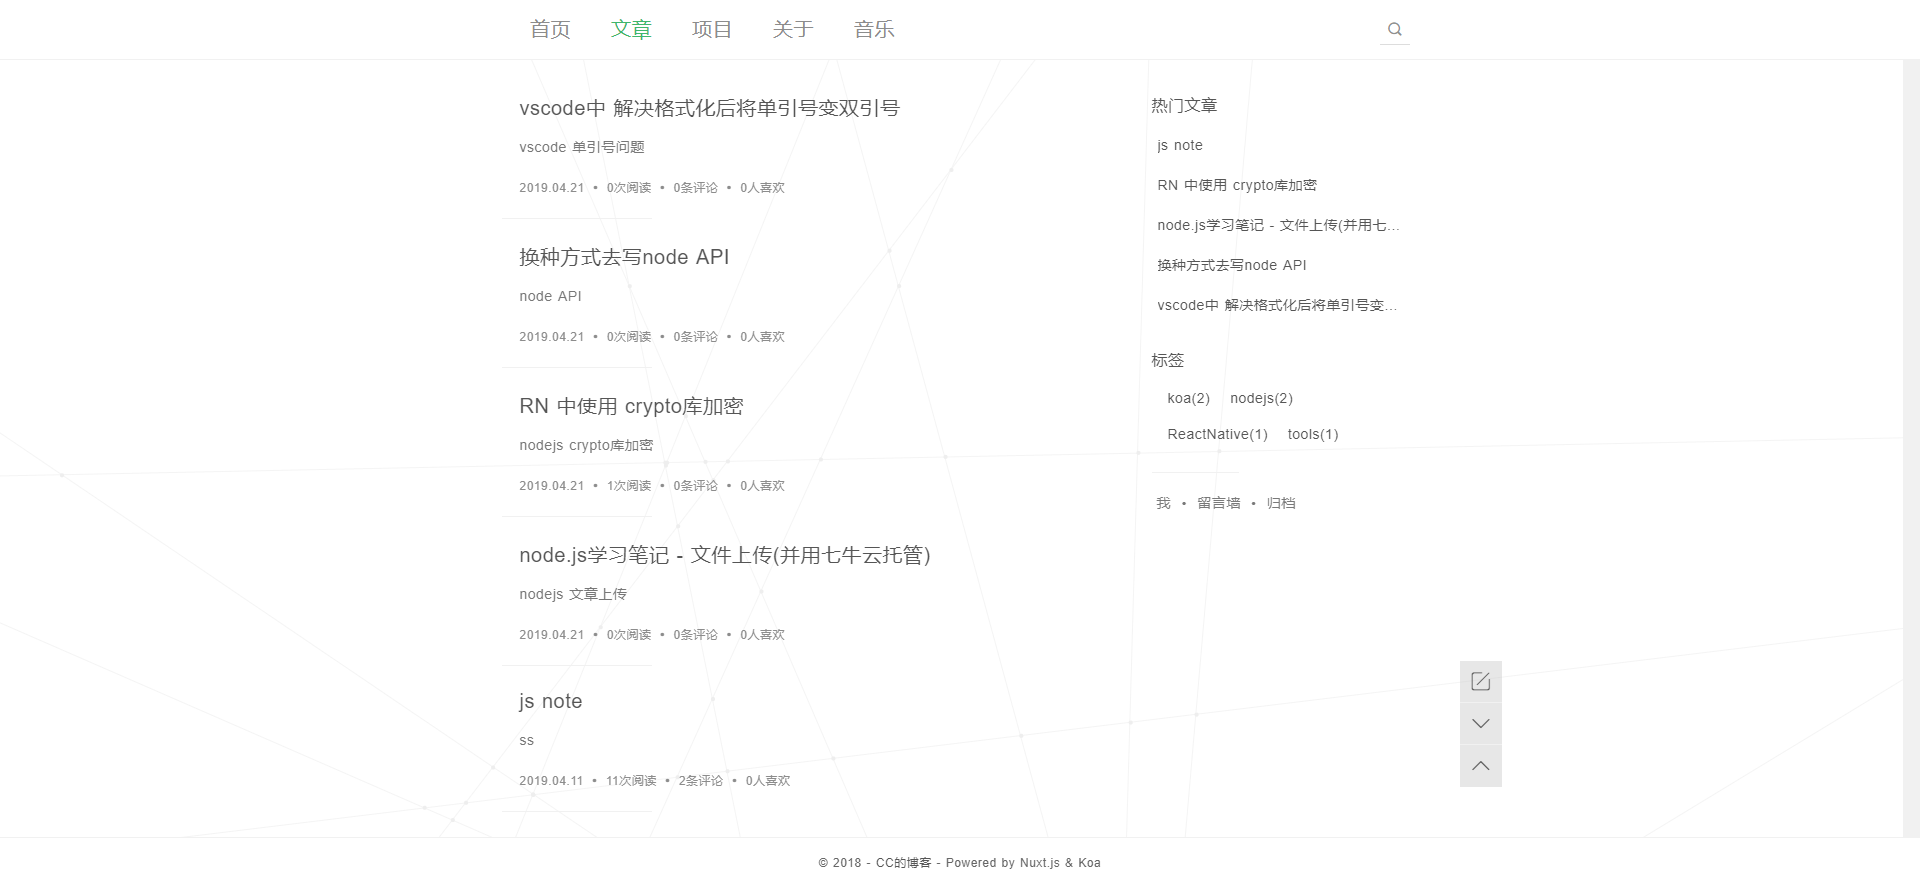 首页 文章 项目 关于 音乐
vscode中 解决格式化后将单引号变双引号
vscode 单引号问题
2019.04.21 • 0次阅读 • 0条评论 • 0人喜欢
换种方式去写node API
node API
2019.04.21 • 0次阅读 • 0条评论 • 0人喜欢
RN 中使用 crypto库加密
nodejs crypto库加密
2019.04.21 • 1次阅读 • 0条评论 • 0人喜欢
node.js学习笔记 - 文件上传(并用七牛云托管)
nodejs 文章上传
2019.04.21 • 0次阅读 • 0条评论 • 0人喜欢
js note
ss
2019.04.11 • 11次阅读 • 2条评论 • 0人喜欢
热门文章
js note
RN 中使用 crypto库加密
node.js学习笔记 - 文件上传(并用七...
换种方式去写node API
vscode中 解决格式化后将单引号变...
标签
koa(2) nodejs(2)
ReactNative(1) tools(1)
我 • 留言墙 • 归档
© 2018 - CC的博客 - Powered by Nuxt.js & Koa